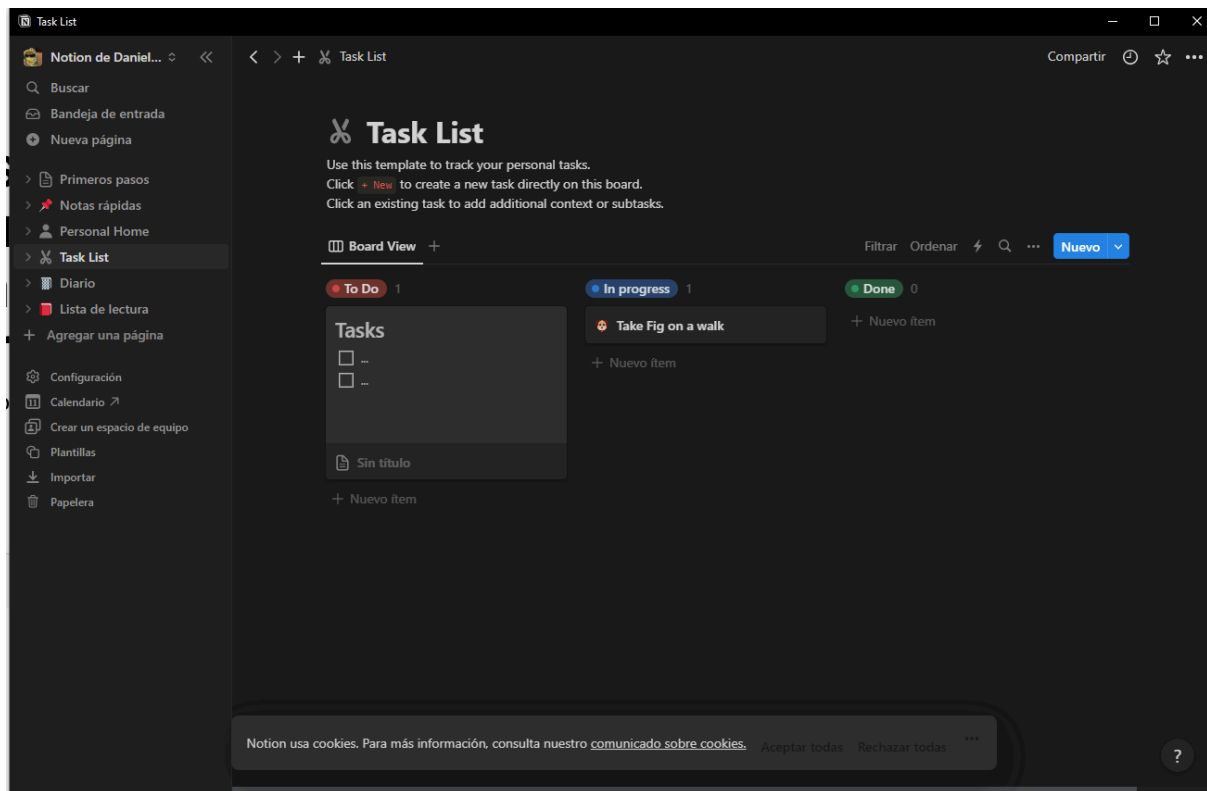 Task List
Notion de Daniel...
Buscar
Bandeja de entrada
Nueva página
Primeros pasos
Notas rápidas
Personal Home
Task List
Diario
Lista de lectura
+ Agregar una página
Configuración
11 Calendario ↗
Crear un espacio de equipo
Plantillas
Importar
Papelera
Task List
Compartir
Task List
Use this template to track your personal tasks.
Click + New to create a new task directly on this board.
Click an existing task to add additional context or subtasks.
Board View +
Filtrar Ordenar ... Nuevo
To Do 1
Tasks
...
...
Sin título
+ Nuevo ítem
In progress 1
Take Fig on a walk
+ Nuevo ítem
Done 0
+ Nuevo ítem
Notion usa cookies. Para más información, consulta nuestro comunicado sobre cookies. Aceptar todas Rechazar todas ...
?